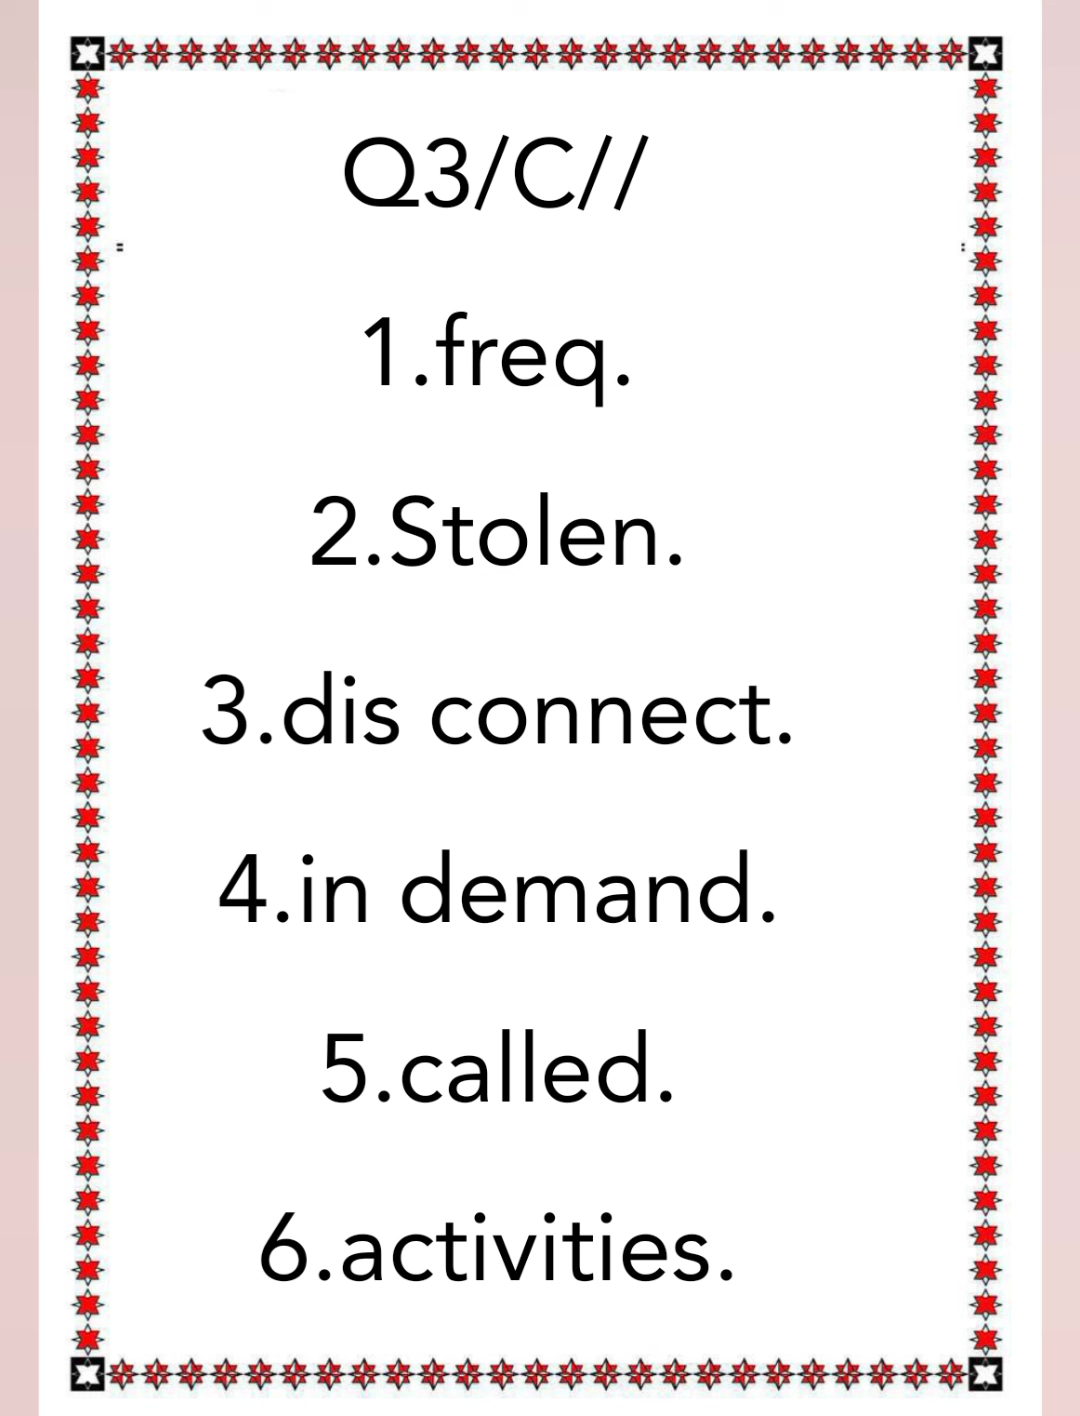 Q3/C//
1.freq.
2.Stolen.
3.dis connect.
4.in demand.
5.called.
6.activities.